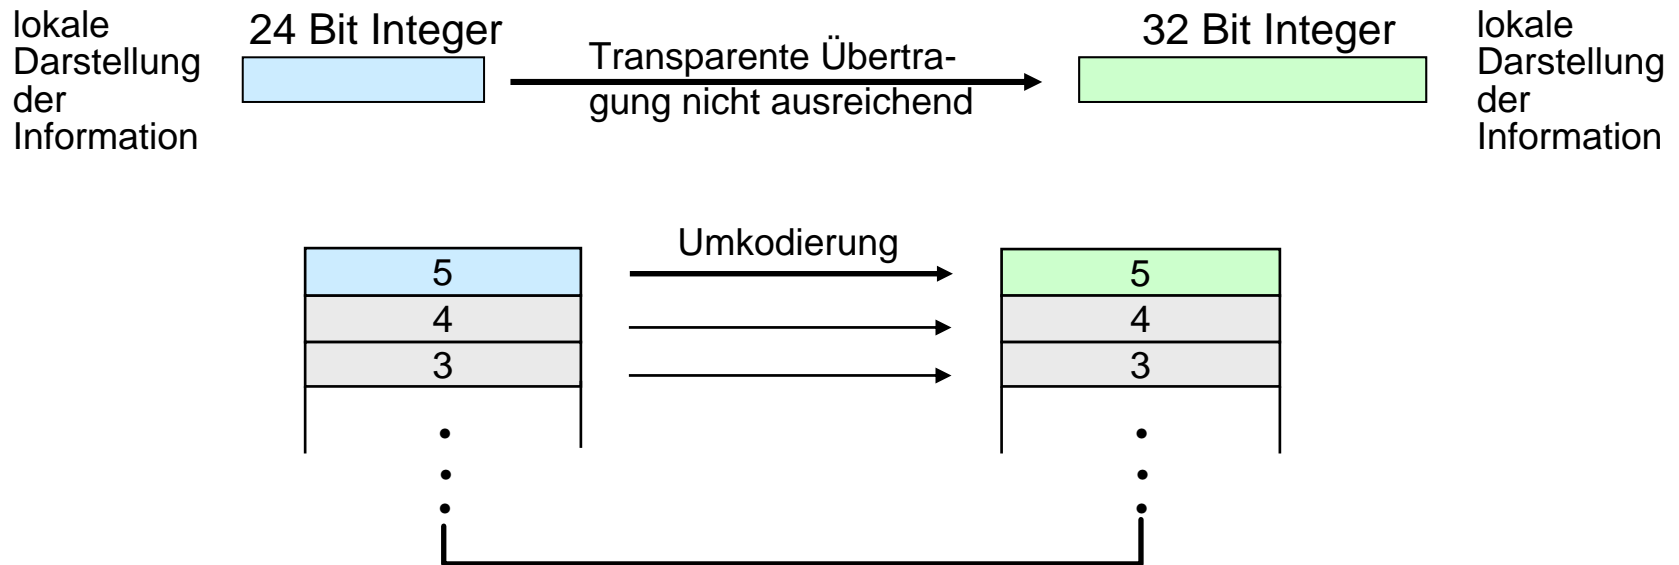 lokale
Darstellung
der
Information
24 Bit Integer
Transparente Übertra-
gung nicht ausreichend
32 Bit Integer
lokale
Darstellung
der
Information
Umkodierung
5
5
4
4
3
3